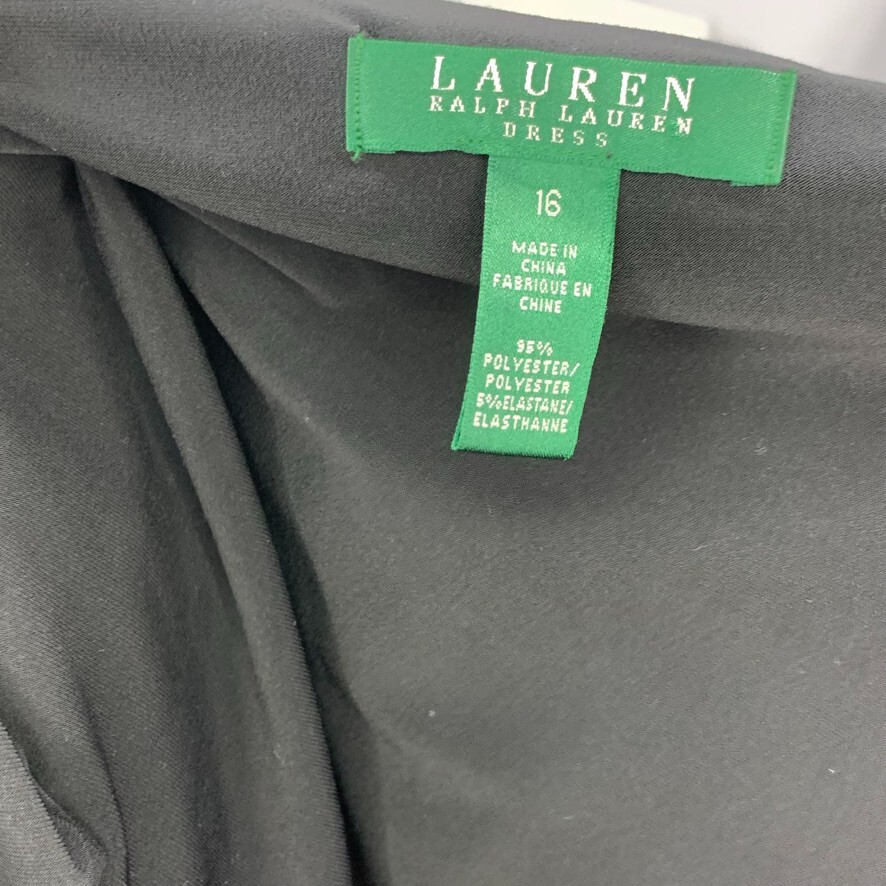 LAUREN
RALPH LAUREN
DRESS
16
MADE IN
CHINA
FABRIQUE EN
CHINE
95%
POLYESTER/
POLYESTER
5%ELASTANE/
ELASTHANNE